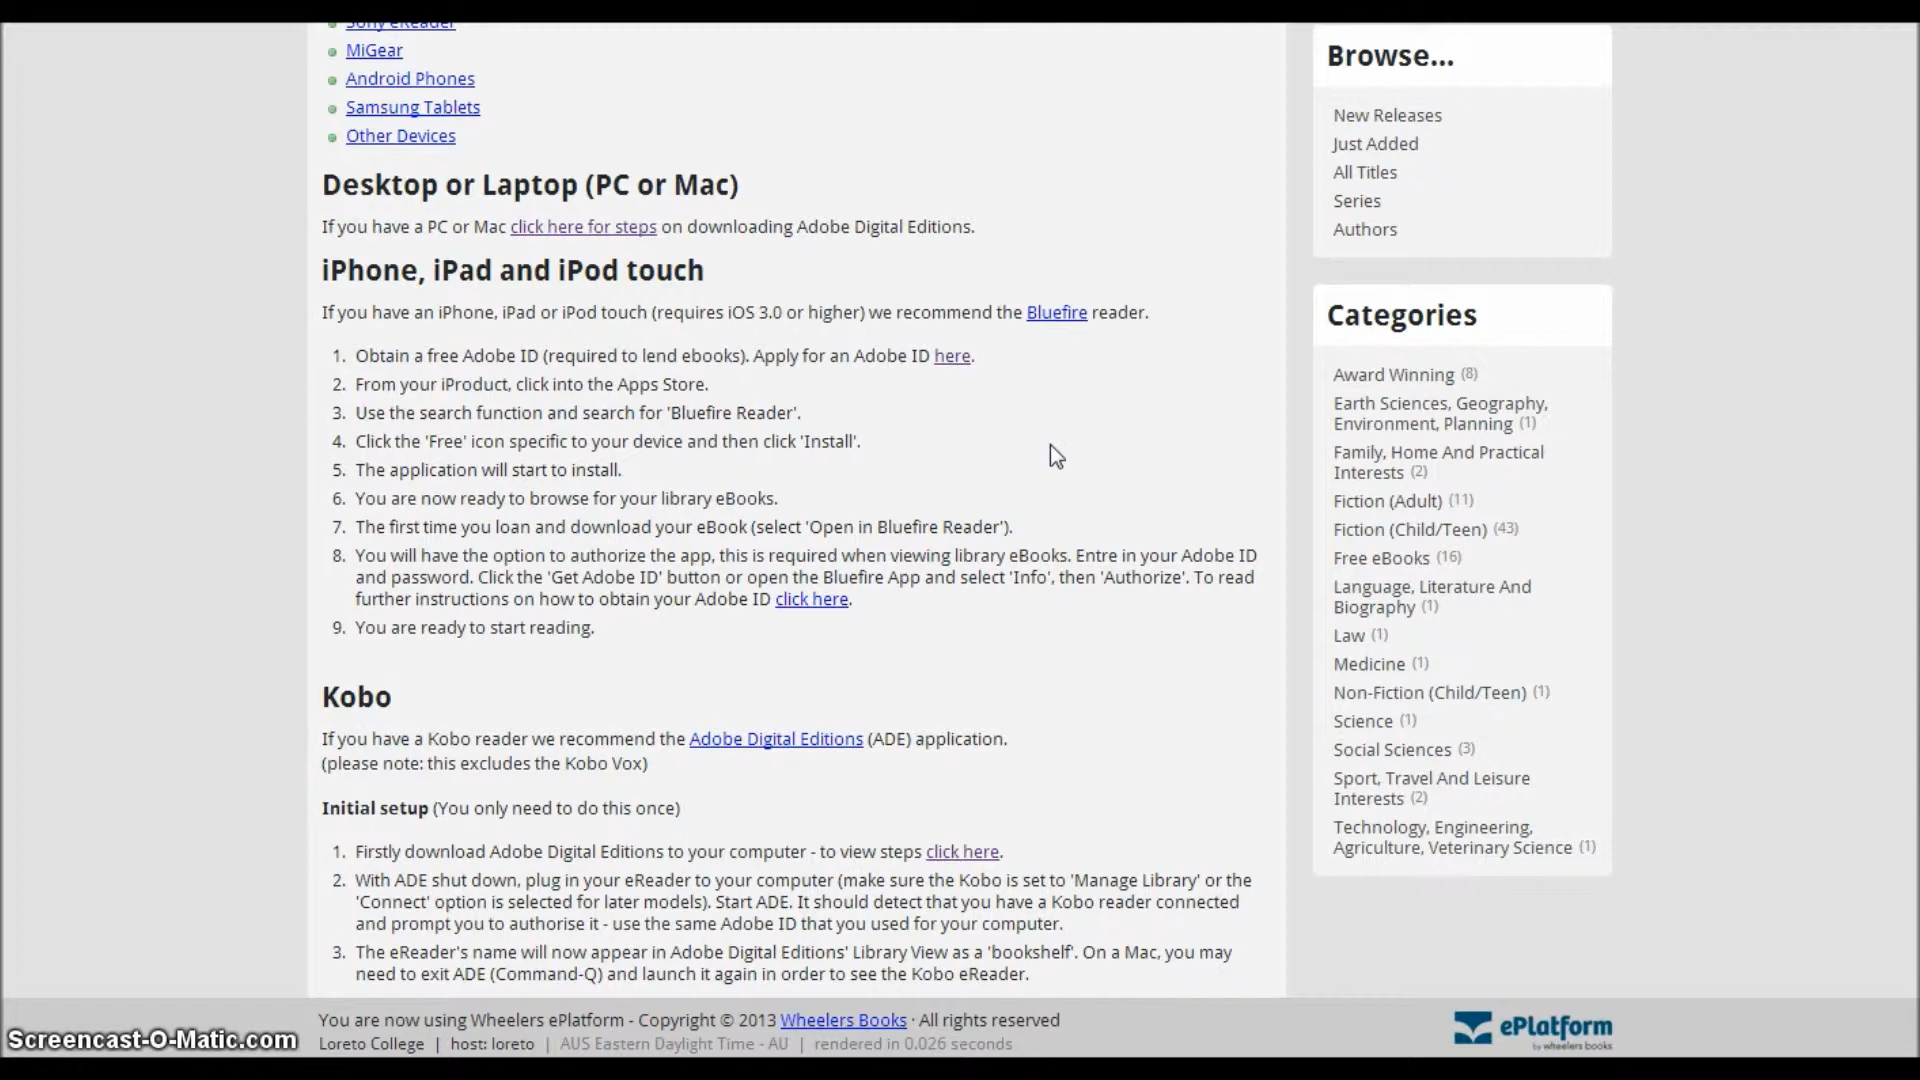 Sony eReader
MiGear
Android Phones
Samsung Tablets
Other Devices
Desktop or Laptop (PC or Mac)
If you have a PC or Mac click here for steps on downloading Adobe Digital Editions.
iPhone, iPad and iPod touch
If you have an iPhone, iPad or iPod touch (requires iOS 3.0 or higher) we recommend the Bluefire reader.
1. Obtain a free Adobe ID (required to lend ebooks). Apply for an Adobe ID here.
2. From your iProduct, click into the Apps Store.
3. Use the search function and search for 'Bluefire Reader'.
4. Click the 'Free' icon specific to your device and then click 'Install'.
5. The application will start to install.
6. You are now ready to browse for your library eBooks.
7. The first time you loan and download your eBook (select 'Open in Bluefire Reader').
8. You will have the option to authorize the app, this is required when viewing library eBooks. Entre in your Adobe ID
and password. Click the 'Get Adobe ID' button or open the Bluefire App and select 'Info', then 'Authorize'. To read
further instructions on how to obtain your Adobe ID click here.
9. You are ready to start reading.
Kobo
If you have a Kobo reader we recommend the Adobe Digital Editions (ADE) application.
(please note: this excludes the Kobo Vox)
Initial setup (You only need to do this once)
1. Firstly download Adobe Digital Editions to your computer - to view steps click here.
2. With ADE shut down, plug in your eReader to your computer (make sure the Kobo is set to 'Manage Library' or the
'Connect' option is selected for later models). Start ADE. It should detect that you have a Kobo reader connected
and prompt you to authorise it - use the same Adobe ID that you used for your computer.
3. The eReader's name will now appear in Adobe Digital Editions' Library View as a 'bookshelf'. On a Mac, you may
need to exit ADE (Command-Q) and launch it again in order to see the Kobo eReader.
Browse...
New Releases
Just Added
All Titles
Series
Authors
Categories
Award Winning (8)
Earth Sciences, Geography,
Environment, Planning (1)
Family, Home And Practical
Interests (2)
Fiction (Adult) (11)
Fiction (Child/Teen) (43)
Free eBooks (16)
Language, Literature And
Biography (1)
Law (1)
Medicine (1)
Non-Fiction (Child/Teen) (1)
Science (1)
Social Sciences (3)
Sport, Travel And Leisure
Interests (2)
Technology, Engineering,
Agriculture, Veterinary Science (1)
You are now using Wheelers ePlatform - Copyright © 2013 Wheelers Books · All rights reserved
Loreto College | host: loreto | AUS Eastern Daylight Time - AU | rendered in 0.026 seconds
ePlatform
by wheelers books
Screencast-O-Matic.com